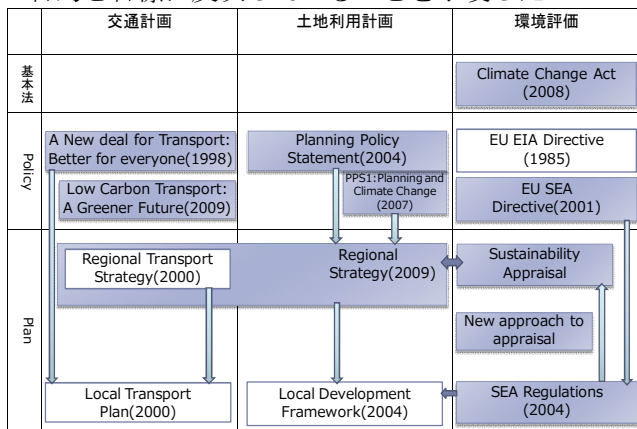 交通計画
土地利用計画
環境評価
基本法
Climate Change Act
(2008)
Policy
A New deal for Transport:
Better for everyone(1998)
Low Carbon Transport:
A Greener Future(2009)
Planning Policy
Statement(2004)
PPS1:Planning and
Climate Change
(2007)
EU EIA Directive
(1985)
EU SEA
Directive(2001)
Plan
Regional Transport
Strategy(2000)
Regional
Strategy(2009)
Sustainability
Appraisal
New approach to
appraisal
Local Transport
Plan(2000)
Local Development
Framework(2004)
SEA Regulations
(2004)